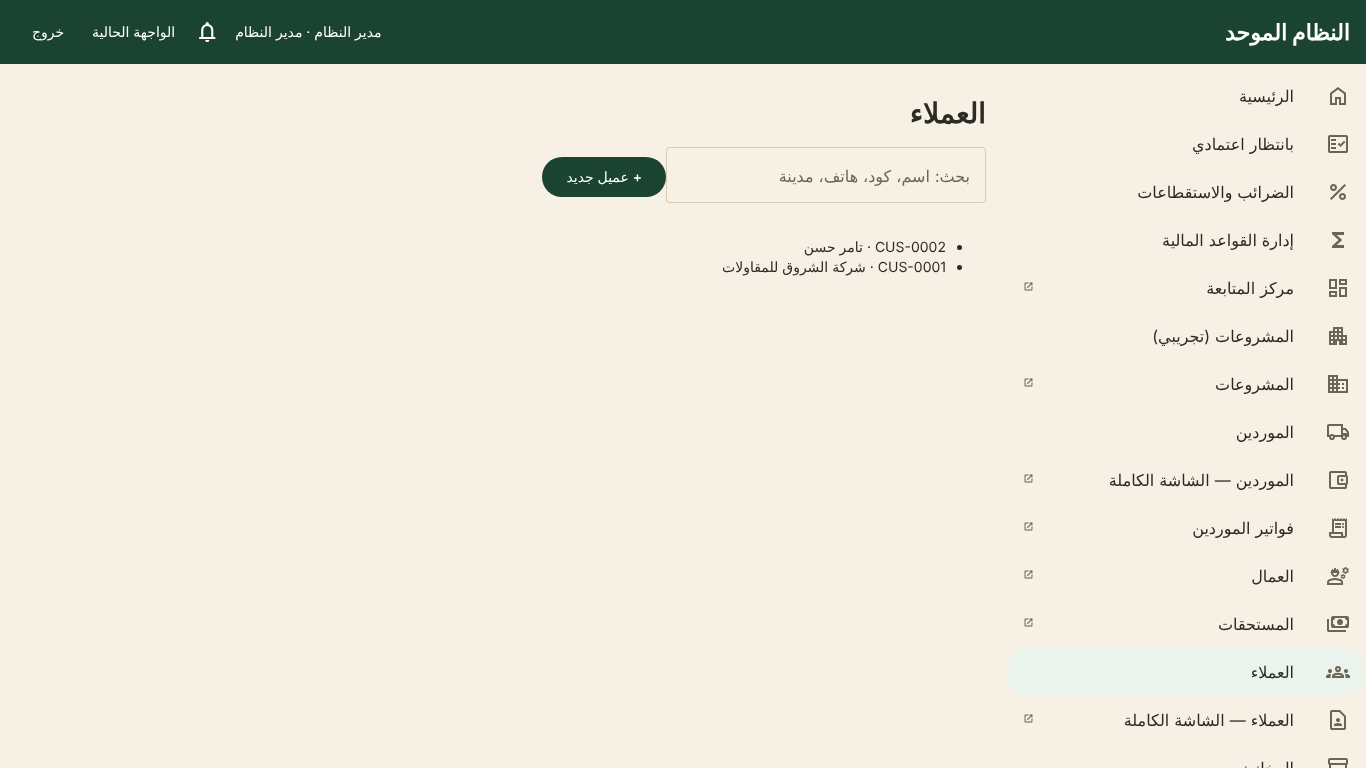 النظام الموحد
مدير النظام · مدير النظام
الواجهة الحالية
خروج
الرئيسية
بانتظار اعتمادي
الضرائب والاستقطاعات
إدارة القواعد المالية
مركز المتابعة
المشروعات (تجريبي)
المشروعات
الموردين
الموردين — الشاشة الكاملة
فواتير الموردين
العمال
المستحقات
العملاء
العملاء — الشاشة الكاملة
العملاء
بحث: اسم، كود، هاتف، مدينة
+ عميل جديد
CUS-0002 · تامر حسن
CUS-0001 · شركة الشروق للمقاولات